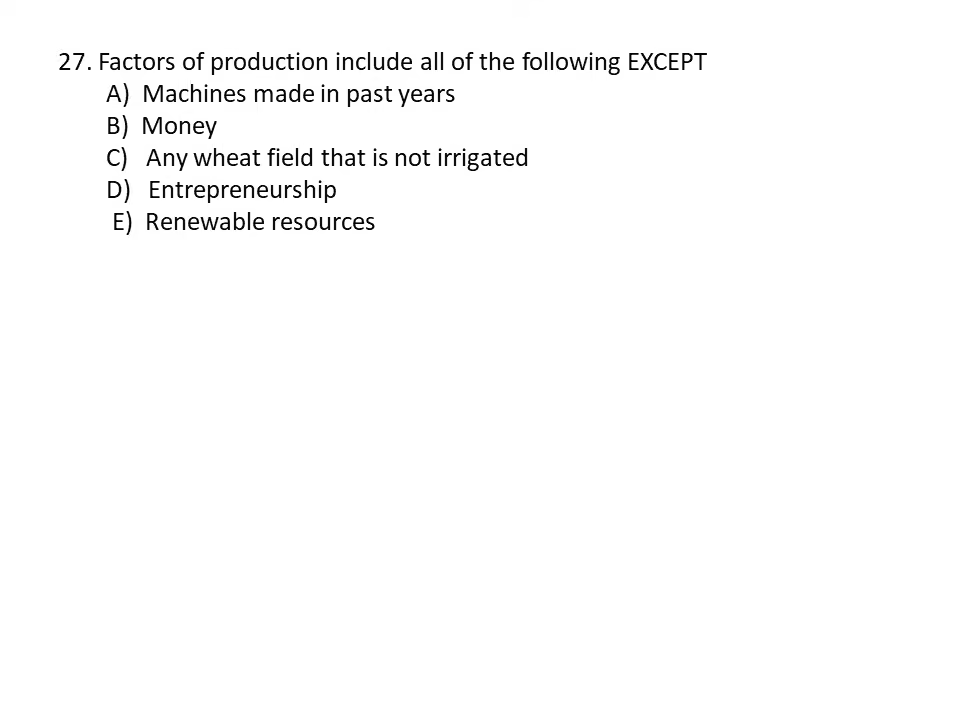 27. Factors of production include all of the following EXCEPT
A) Machines made in past years
B) Money
C) Any wheat field that is not irrigated
D) Entrepreneurship
E) Renewable resources